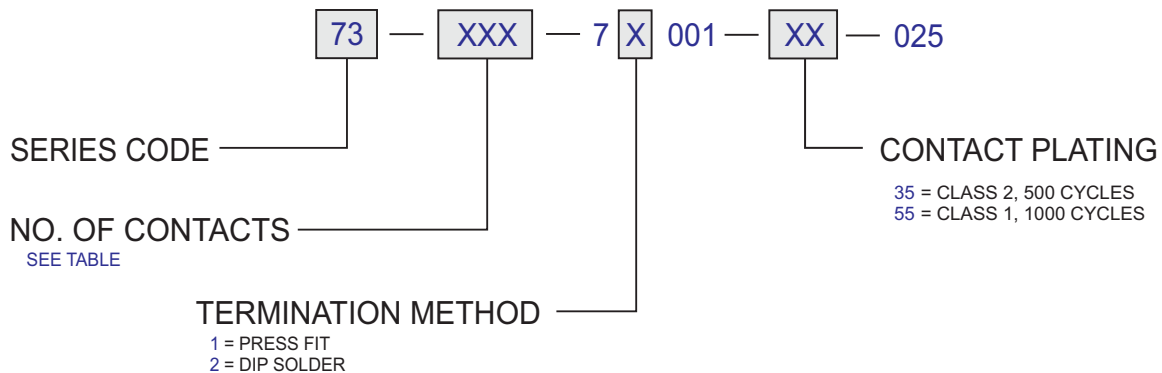 73 — XXX — 7 X 001 — XX — 025
SERIES CODE
CONTACT PLATING
35 = CLASS 2, 500 CYCLES
55 = CLASS 1, 1000 CYCLES
NO. OF CONTACTS
SEE TABLE
TERMINATION METHOD
1 = PRESS FIT
2 = DIP SOLDER